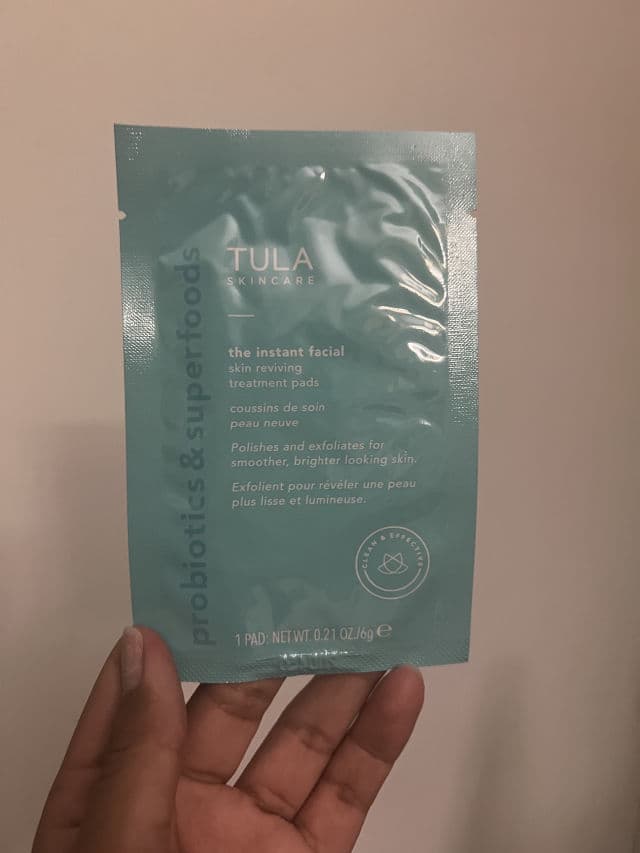 TULA
SKINCARE
the instant facial
skin reviving
treatment pads
coussins de soin
peau neuve
Polishes and exfoliates for
smoother, brighter looking skin.
Exfolient pour révéler une peau
plus lisse et lumineuse.
CLEAN & EFFECTIVE
1 PAD: NET WT. 0.21 OZ./6g e
probiotics & superfoods